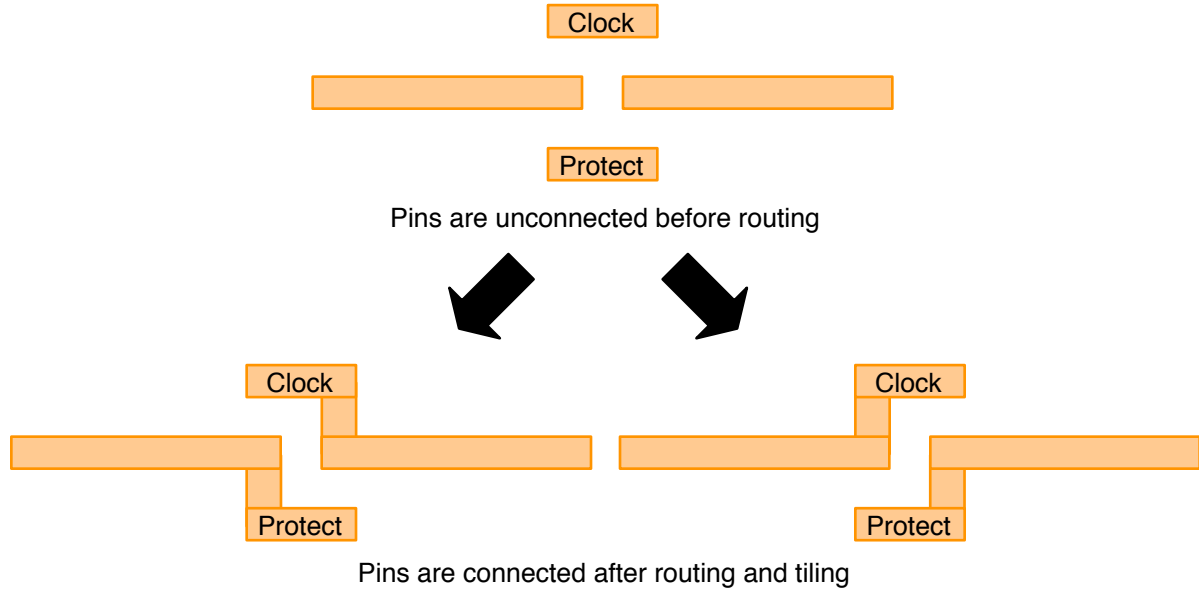 Clock
Protect
Pins are unconnected before routing
Clock
Clock
Protect
Protect
Pins are connected after routing and tiling